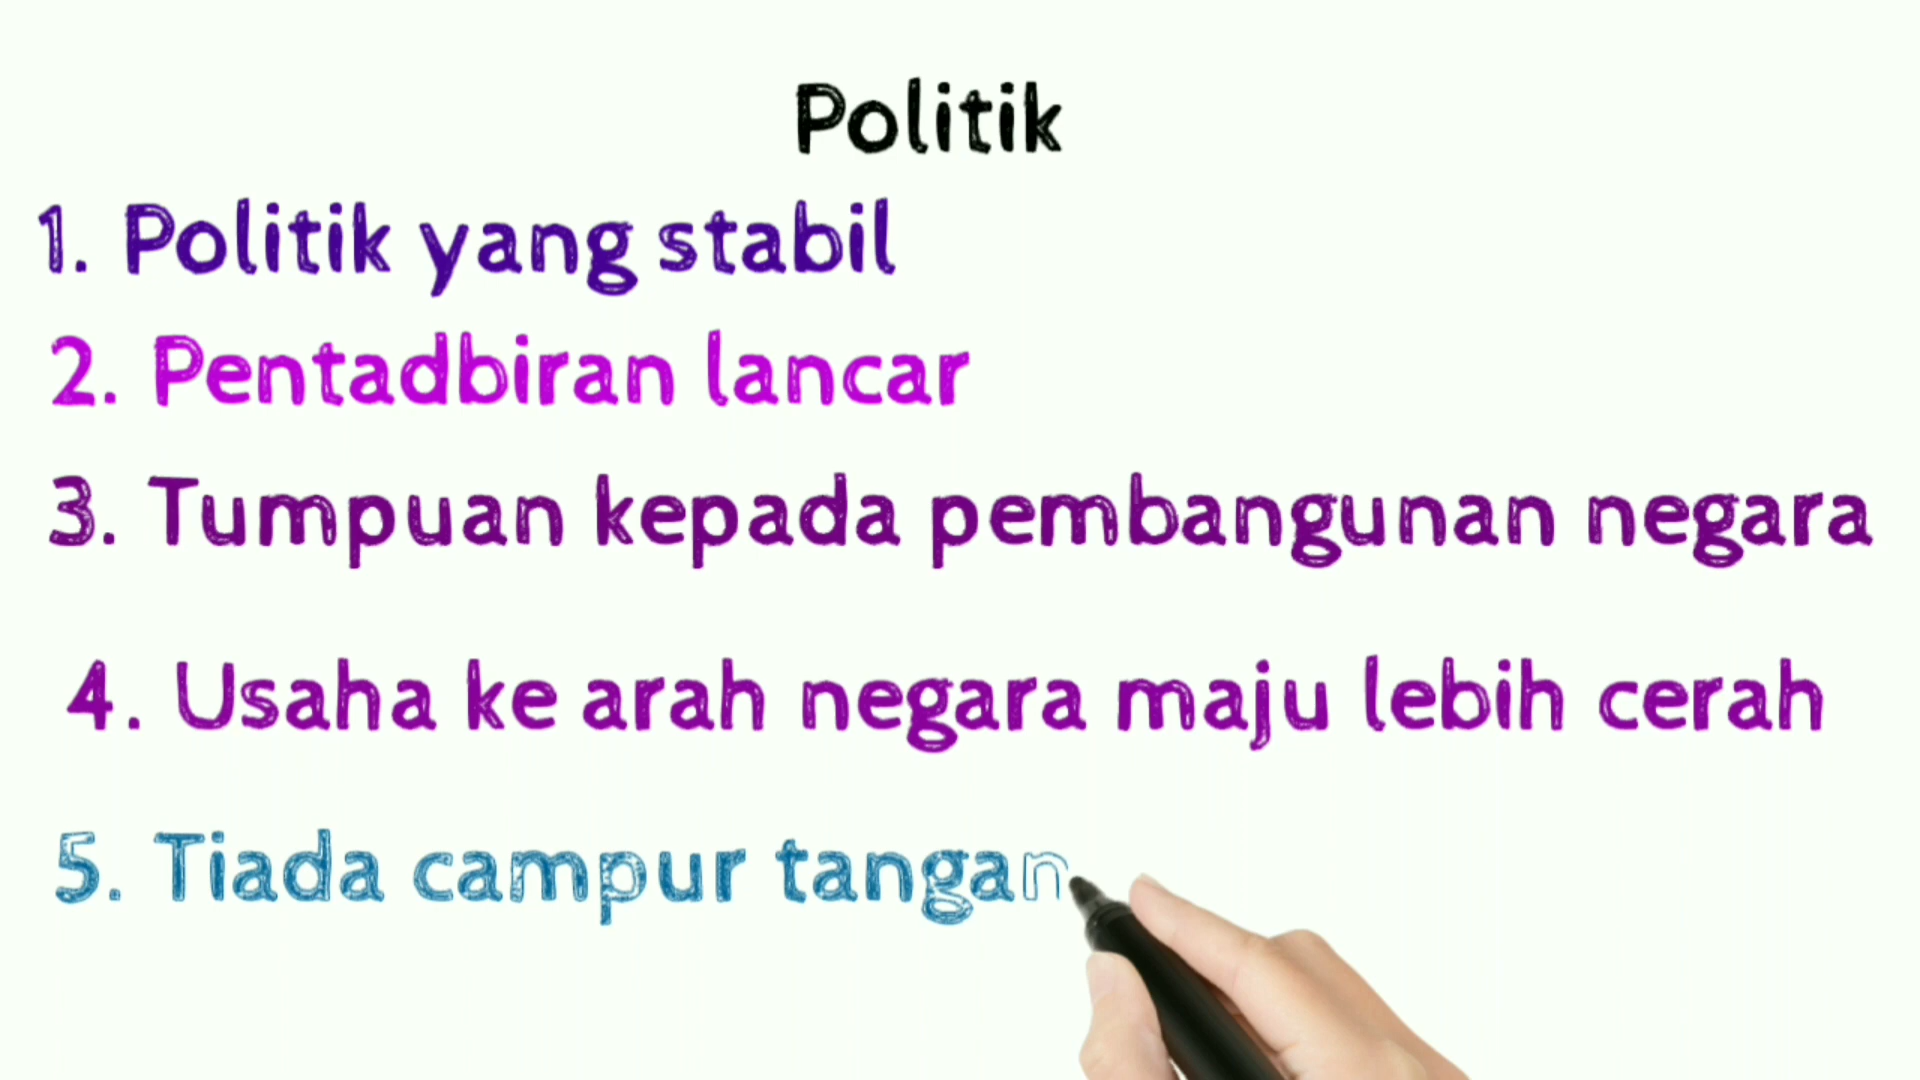 Politik
1. Politik yang stabil
2. Pentadbiran lancar
3. Tumpuan kepada pembangunan negara
4. Usaha ke arah negara maju lebih cerah
5. Tiada campur tangan